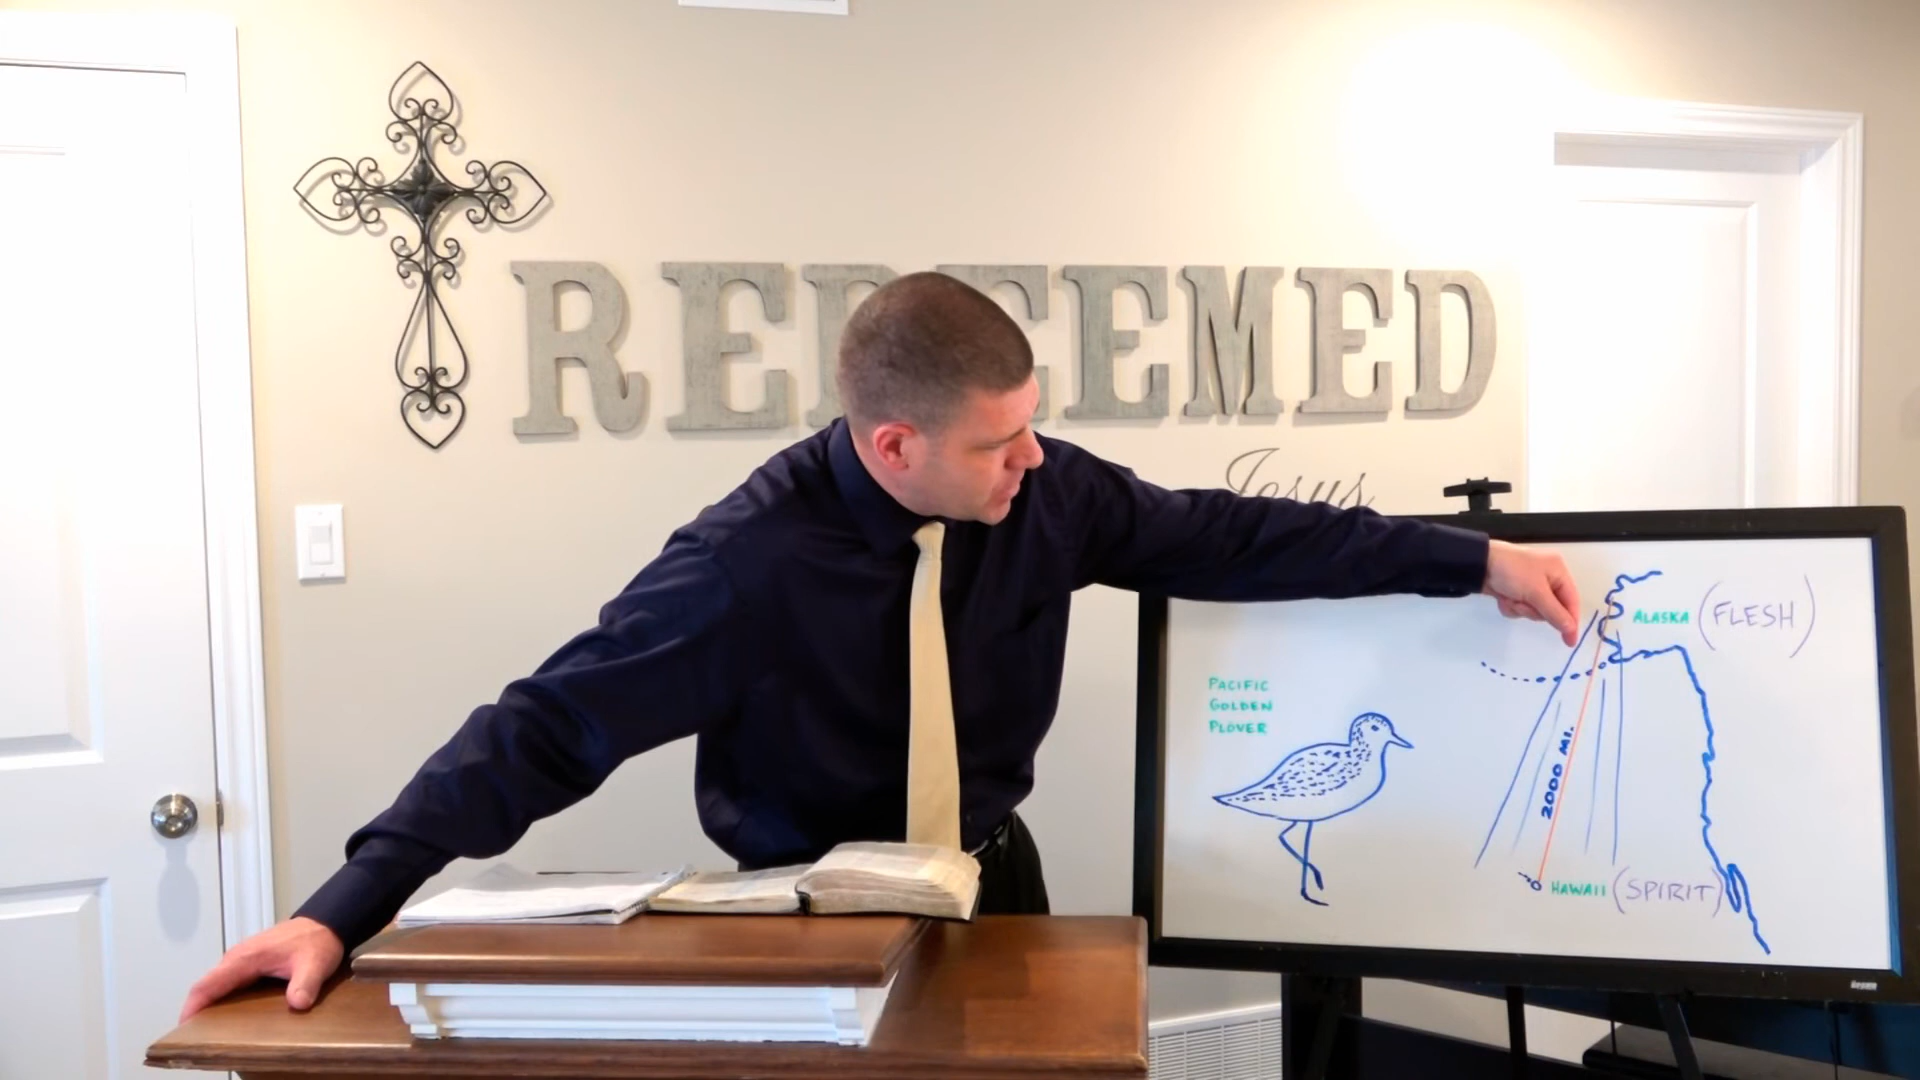 REDEEMED
Jesus
PACIFIC
GOLDEN
PLOVER
ALASKA (FLESH)
2000 MI.
HAWAII (SPIRIT)